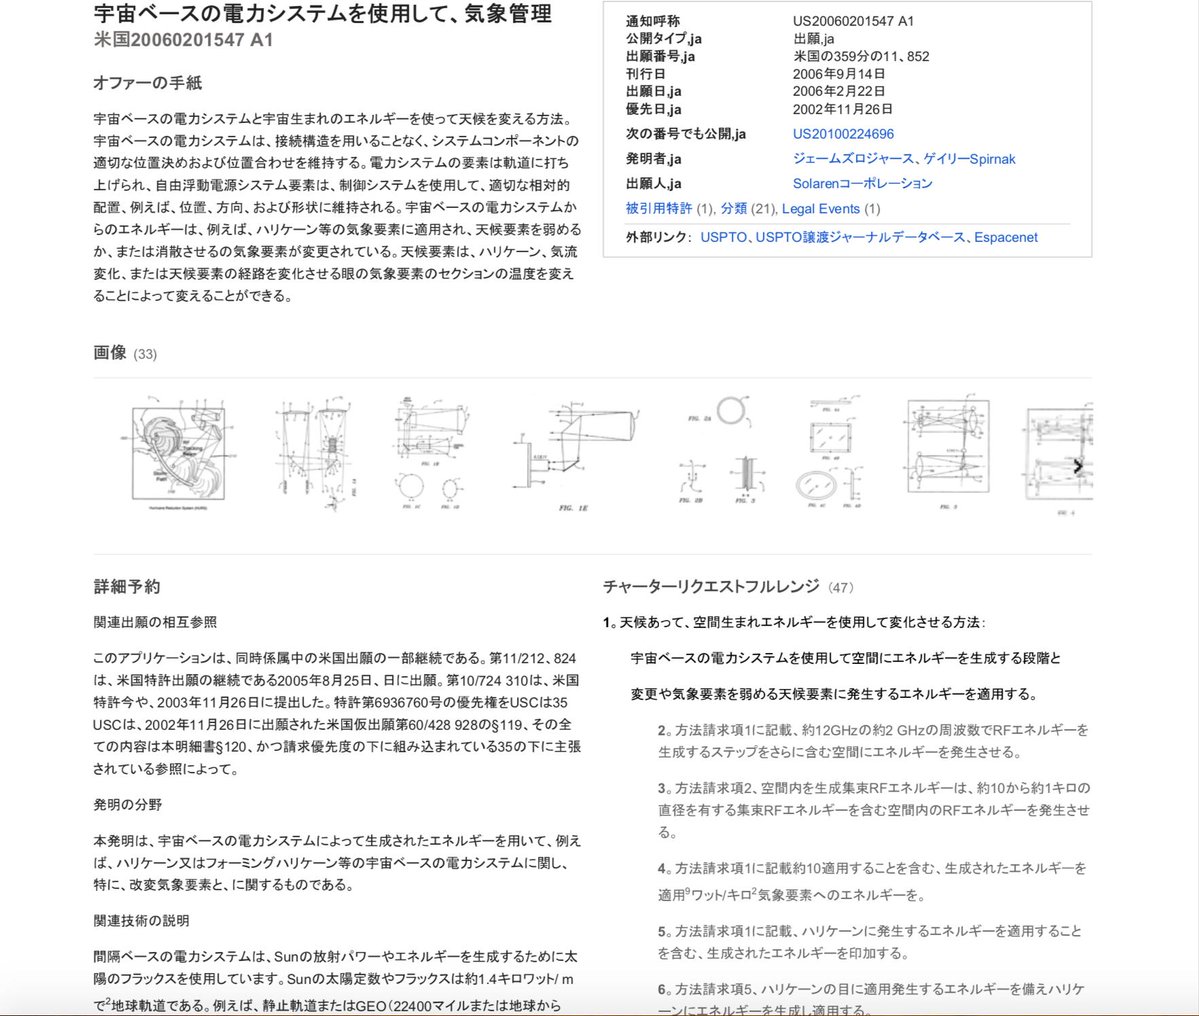 宇宙ベースの電力システムを使用して、気象管理
米国20060201547 A1
オファーの手紙
宇宙ベースの電力システムと宇宙生まれのエネルギーを使って天候を変える方法。
宇宙ベースの電力システムは、接続構造を用いることなく、システムコンポーネントの
適切な位置決めおよび位置合わせを維持する。電力システムの要素は軌道に打ち
上げられ、自由浮動電源システム要素は、制御システムを使用して、適切な相対的
配置、例えば、位置、方向、および形状に維持される。宇宙ベースの電力システムか
らのエネルギーは、例えば、ハリケーン等の気象要素に適用され、天候要素を弱める
か、または消散させるの気象要素が変更されている。天候要素は、ハリケーン、気流
変化、または天候要素の経路を変化させる眼の気象要素のセクションの温度を変え
ることによって変えることができる。
通知呼称 US20060201547 A1
公開タイプ,ja 出願,ja
出願番号,ja 米国の359分の11、852
刊行日 2006年9月14日
出願日,ja 2006年2月22日
優先日,ja 2002年11月26日
次の番号でも公開,ja US20100224696
発明者,ja ジェームズロジャース、ゲイリーSpirnak
出願人,ja Solarenコーポレーション
被引用特許 (1), 分類 (21), Legal Events (1)
外部リンク: USPTO、USPTO譲渡ジャーナルデータベース、Espacenet
画像 (33)
Storm Path
Hurricane Reduction System (HURS)
FIG. 1E
FIG. 2A
FIG. 2B
FIG. 3
詳細予約
関連出願の相互参照
このアプリケーションは、同時係属中の米国出願の一部継続である。第11/212、824
は、米国特許出願の継続である2005年8月25日、日に出願。第10/724 310は、米国
特許今や、2003年11月26日に提出した。特許第6936760号の優先権をUSCは35
USCは、2002年11月26日に出願された米国仮出願第60/428 928の§119、その全
ての内容は本明細書§120、かつ請求優先度の下に組み込まれている35の下に主張
されている参照によって。
発明の分野
本発明は、宇宙ベースの電力システムによって生成されたエネルギーを用いて、例え
ば、ハリケーン又はフォーミングハリケーン等の宇宙ベースの電力システムに関し、
特に、改変気象要素と、に関するものである。
関連技術の説明
間隔ベースの電力システムは、Sunの放射パワーやエネルギーを生成するために太
陽のフラックスを使用しています。Sunの太陽定数やフラックスは約1.4キロワット/ m
で2地球軌道である。例えば、静止軌道またはGEO（22400マイルまたは地球から
チャーターリクエストフルレンジ (47)
1。天候あって、空間生まれエネルギーを使用して変化させる方法:
宇宙ベースの電力システムを使用して空間にエネルギーを生成する段階と
変更や気象要素を弱める天候要素に発生するエネルギーを適用する。
2。方法請求項1に記載、約12GHzの約2 GHzの周波数でRFエネルギーを
生成するステップをさらに含む空間にエネルギーを発生させる。
3。方法請求項2、空間内を生成集束RFエネルギーは、約10から約1キロの
直径を有する集束RFエネルギーを含む空間内のRFエネルギーを発生させ
る。
4。方法請求項1に記載約10適用することを含む、生成されたエネルギーを
適用9ワット/キロ2気象要素へのエネルギーを。
5。方法請求項1に記載、ハリケーンに発生するエネルギーを適用すること
を含む、生成されたエネルギーを印加する。
6。方法請求項5、ハリケーンの目に適用発生するエネルギーを備えハリケ
ーンにエネルギーを生成し適用する。